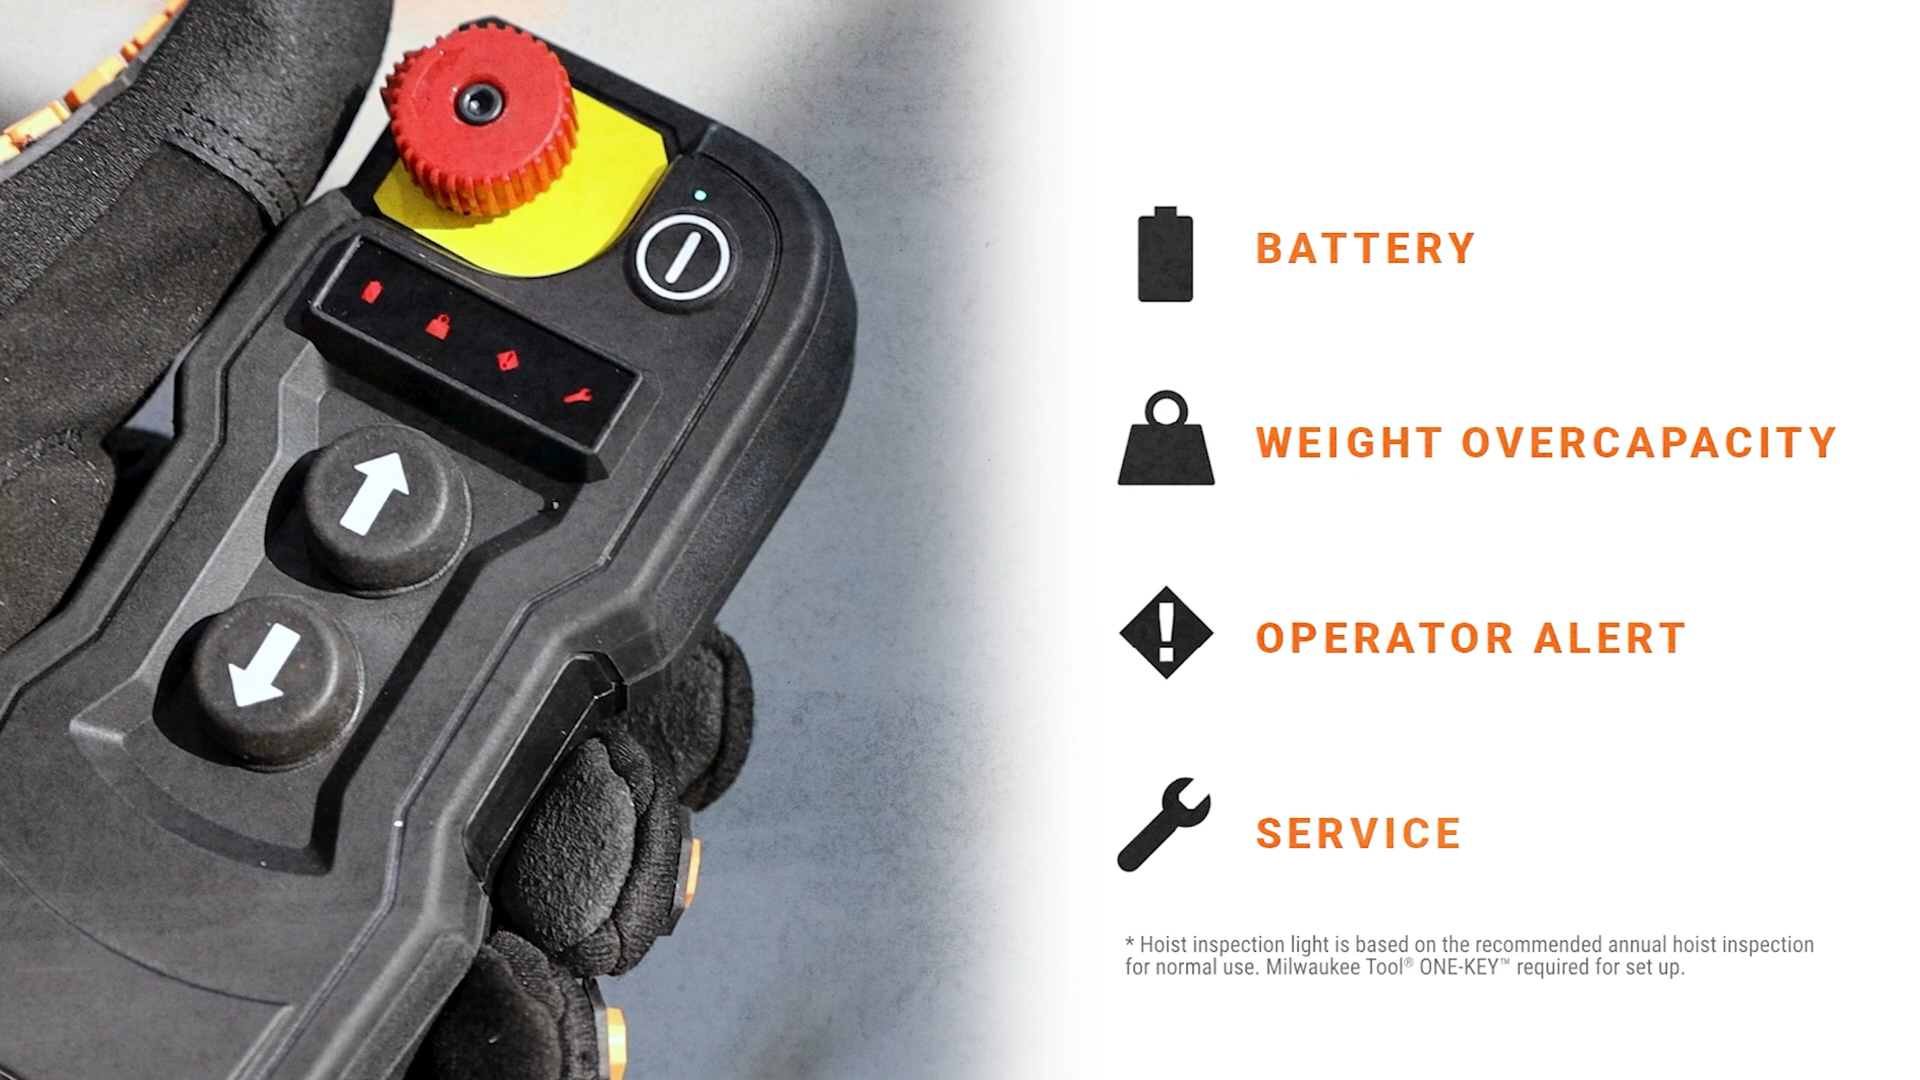 BATTERY
WEIGHT OVERCAPACITY
OPERATOR ALERT
SERVICE
* Hoist inspection light is based on the recommended annual hoist inspection
for normal use. Milwaukee Tool® ONE-KEY™ required for set up.